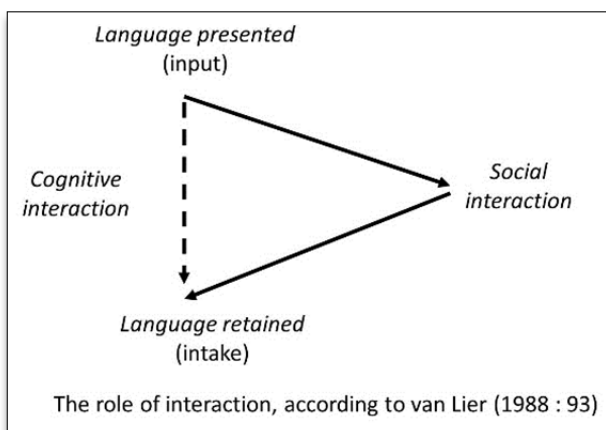 Language presented
(input)
Cognitive
interaction
Social
interaction
Language retained
(intake)
The role of interaction, according to van Lier (1988 : 93)